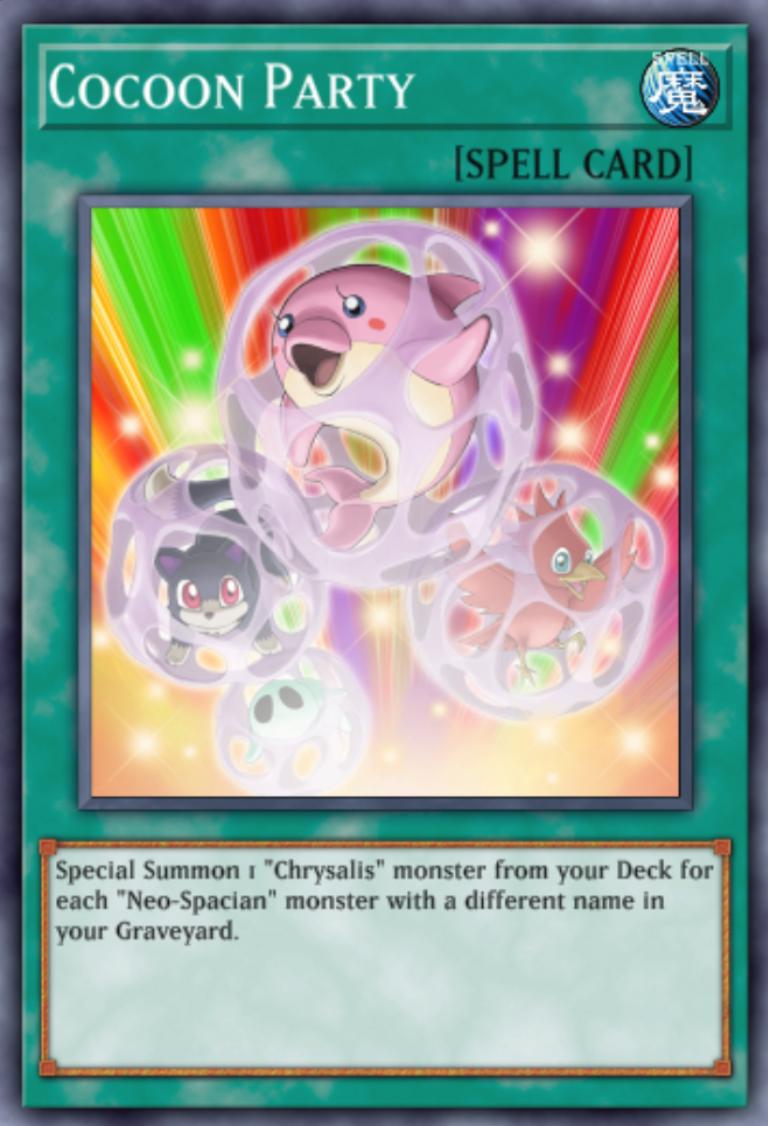 COCOON PARTY
SPELL
魔
[SPELL CARD]
Special Summon 1 "Chrysalis" monster from your Deck for
each "Neo-Spacian" monster with a different name in
your Graveyard.